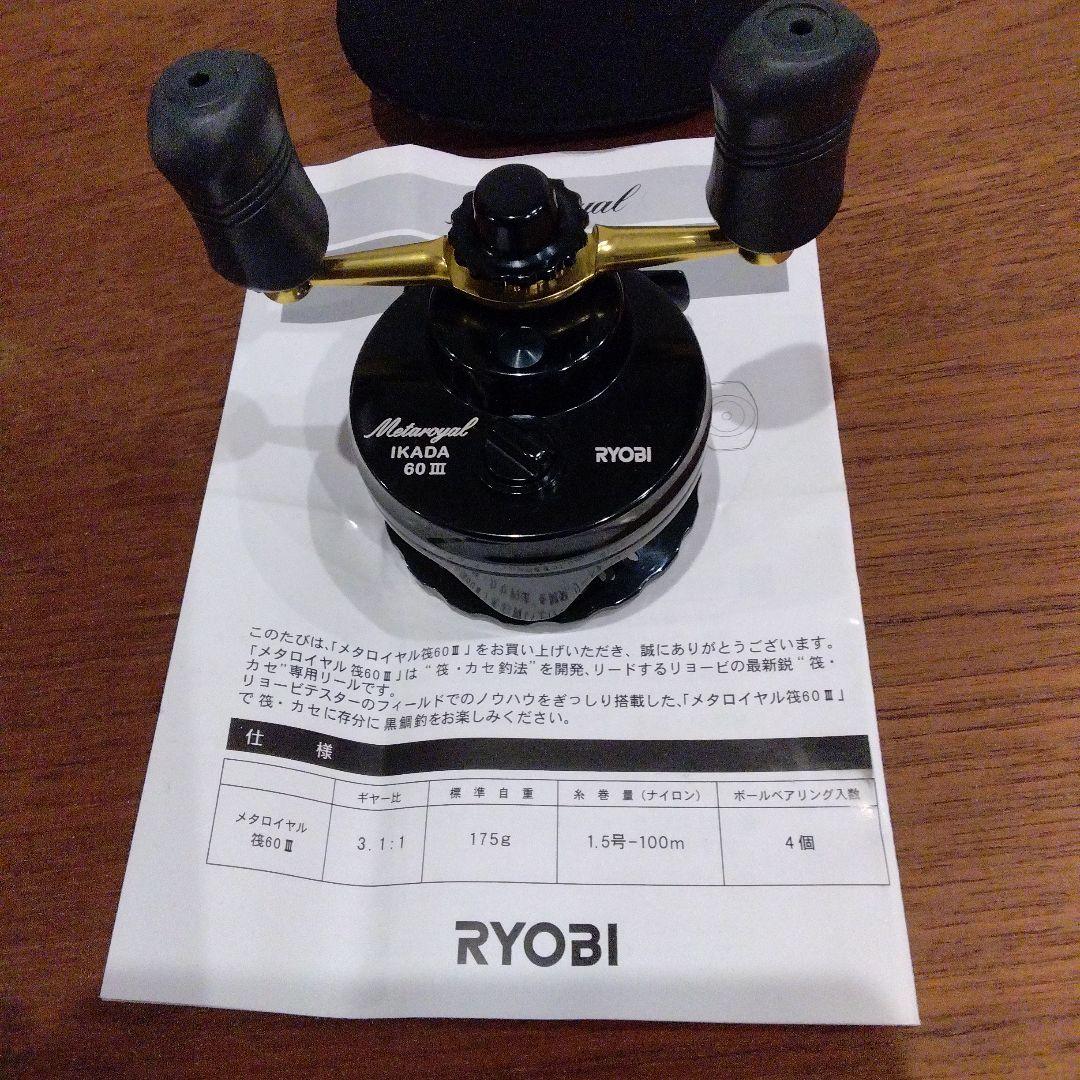 Metaroyal
IKADA
60 III
RYOBI
このたびは、「メタロイヤル筏60Ⅲ」をお買い上げいただき、誠にありがとうございます。
「メタロイヤル筏60Ⅲ」は“筏・カセ釣法”を開発、リードするリョービの最新鋭“筏・
カセ”専用リールです。
リョービテスターのフィールドでのノウハウをぎっしり搭載した、「メタロイヤル筏60Ⅲ」
で筏・カセに存分に黒鯛釣をお楽しみください。
仕様
ギヤー比 標準自重 糸巻量(ナイロン) ボールベアリング入数
メタロイヤル
筏60Ⅲ 3.1:1 175g 1.5号-100m 4個
RYOBI